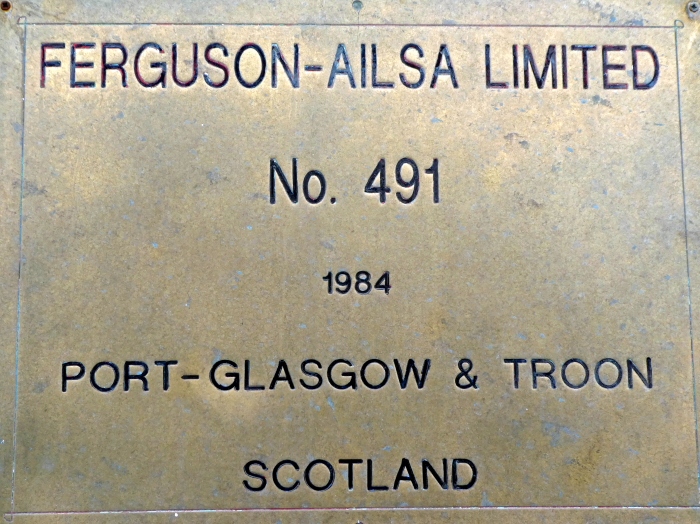 FERGUSON-AILSA LIMITED
No. 491
1984
PORT-GLASGOW & TROON
SCOTLAND